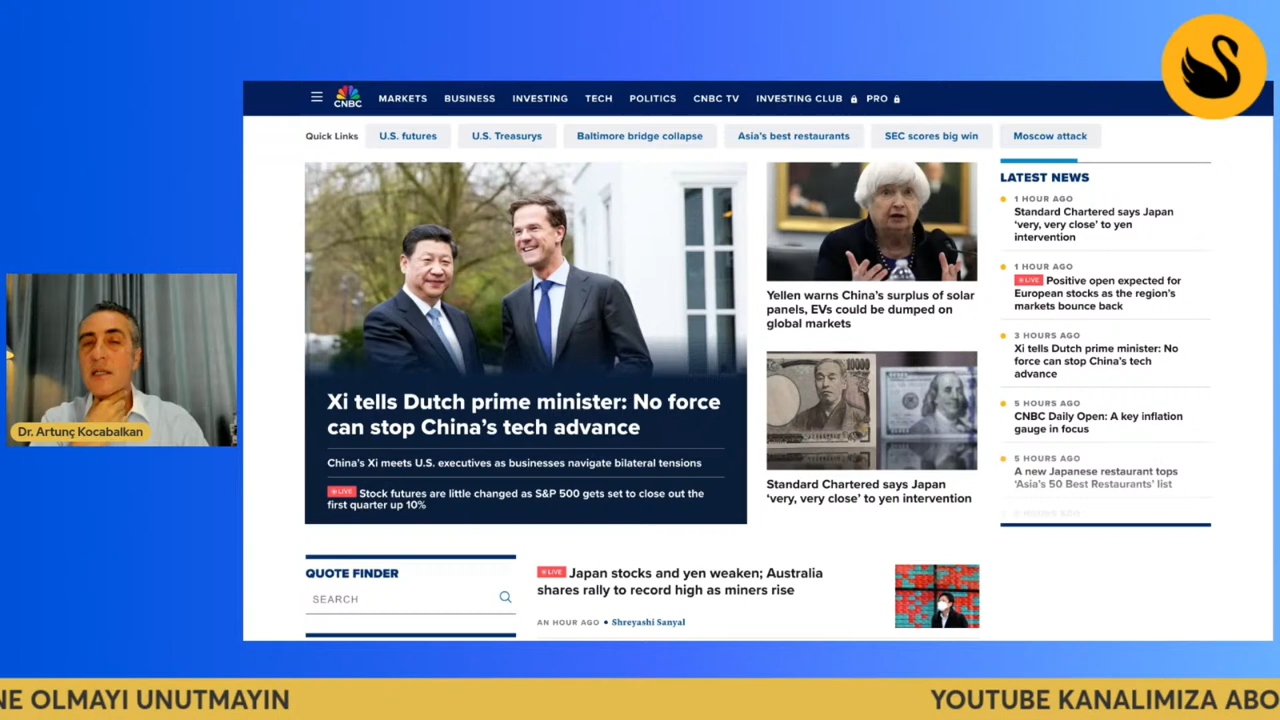 CNBC
MARKETS
BUSINESS
INVESTING
TECH
POLITICS
CNBC TV
INVESTING CLUB
PRO
Quick Links
U.S. futures
U.S. Treasurys
Baltimore bridge collapse
Asia's best restaurants
SEC scores big win
Moscow attack
Xi tells Dutch prime minister: No force
can stop China's tech advance
China's Xi meets U.S. executives as businesses navigate bilateral tensions
LIVE Stock futures are little changed as S&P 500 gets set to close out the
first quarter up 10%
Yellen warns China's surplus of solar
panels, EVs could be dumped on
global markets
10000
Standard Chartered says Japan
'very, very close' to yen intervention
LATEST NEWS
1 HOUR AGO
Standard Chartered says Japan
'very, very close' to yen
intervention
1 HOUR AGO
LIVE Positive open expected for
European stocks as the region's
markets bounce back
3 HOURS AGO
Xi tells Dutch prime minister: No
force can stop China's tech
advance
5 HOURS AGO
CNBC Daily Open: A key inflation
gauge in focus
5 HOURS AGO
A new Japanese restaurant tops
'Asia's 50 Best Restaurants' list
Dr. Artunç Kocabalkan
QUOTE FINDER
SEARCH
LIVE Japan stocks and yen weaken; Australia
shares rally to record high as miners rise
AN HOUR AGO • Shreyashi Sanyal
NE OLMAYI UNUTMAYIN
YOUTUBE KANALIMIZA ABO